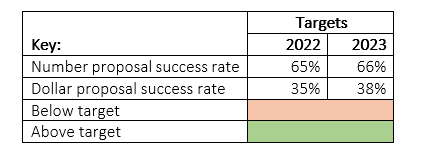 Targets
Key: 2022 2023
Number proposal success rate 65% 66%
Dollar proposal success rate 35% 38%
Below target
Above target